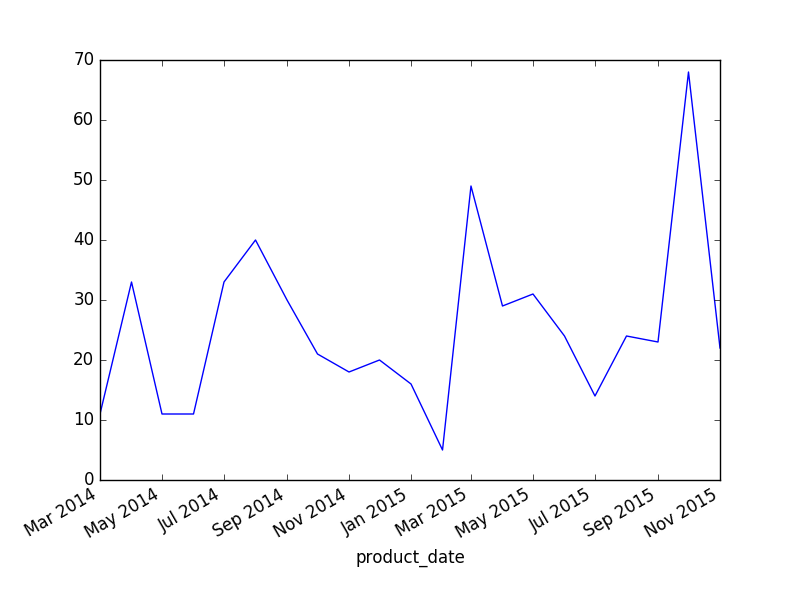 70
60
50
40
30
20
10
0
Mar 2014
May 2014
Jul 2014
Sep 2014
Nov 2014
Jan 2015
Mar 2015
May 2015
Jul 2015
Sep 2015
Nov 2015
product_date